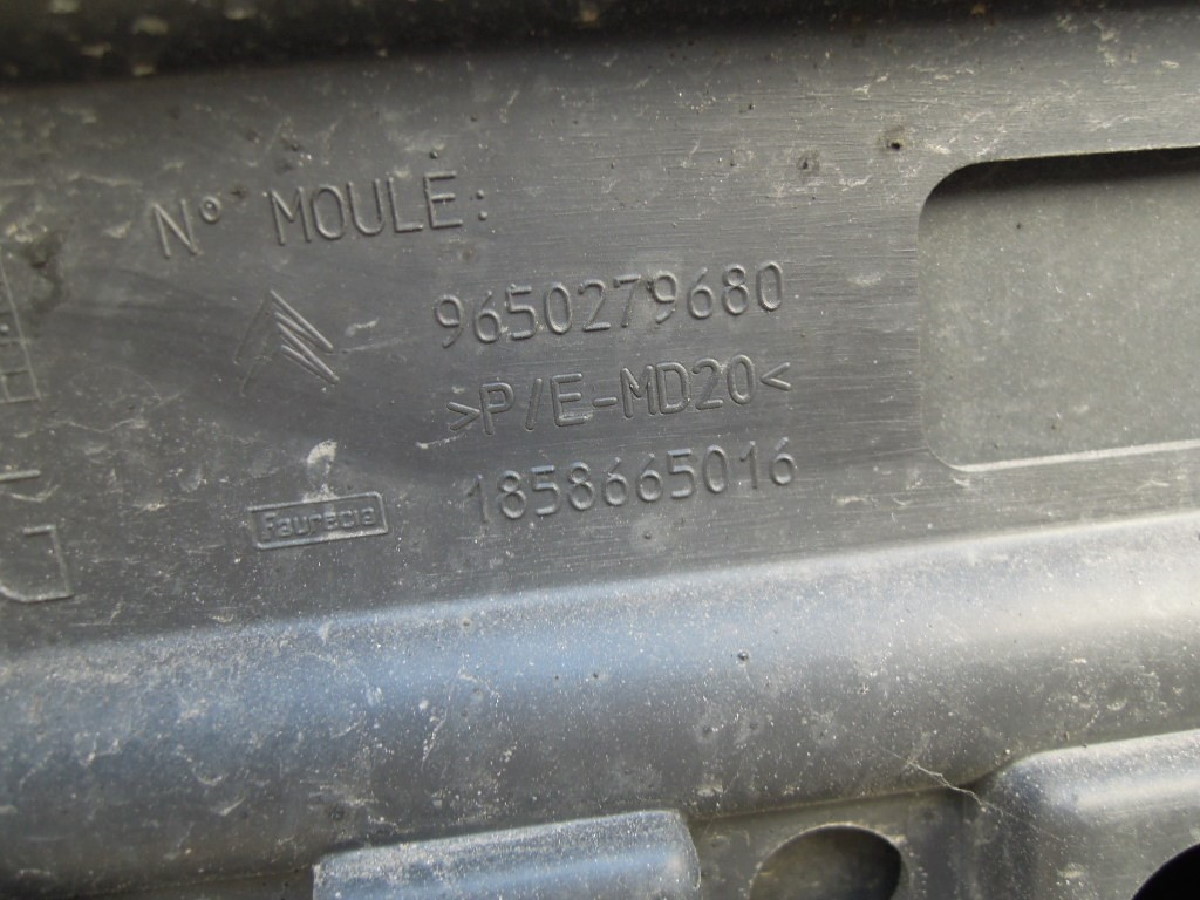 N° MOULE:
9650279680
>P/E-MD20<
1858665016
Faurecia